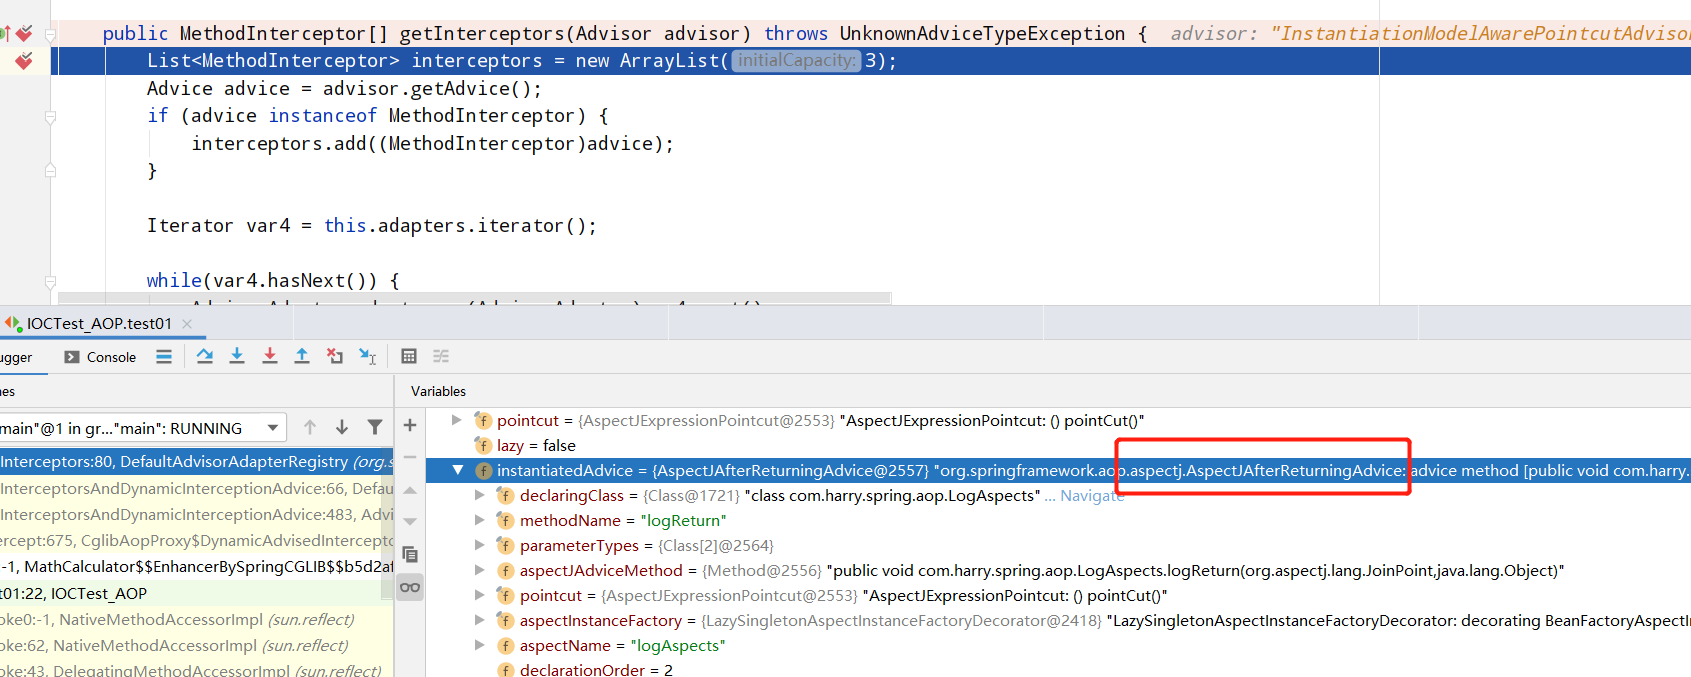 public MethodInterceptor[] getInterceptors(Advisor advisor) throws UnknownAdviceTypeException {  advisor: "InstantiationModelAwarePointcutAdvisor
List<MethodInterceptor> interceptors = new ArrayList( initialCapacity: 3);
Advice advice = advisor.getAdvice();
if (advice instanceof MethodInterceptor) {
interceptors.add((MethodInterceptor)advice);
}
Iterator var4 = this.adapters.iterator();
while(var4.hasNext()) {
IOCTest_AOP.test01
ugger
Console
es
Variables
main"@1 in gr..."main": RUNNING
Interceptors:80, DefaultAdvisorAdapterRegistry (org.s
InterceptorsAndDynamicInterceptionAdvice:66, Defau
InterceptorsAndDynamicInterceptionAdvice:483, Advi
ercept:675, CglibAopProxy$DynamicAdvisedIntercepto
-1, MathCalculator$$EnhancerBySpringCGLIB$$b5d2af
t01:22, IOCTest_AOP
oke0:-1, NativeMethodAccessorImpl (sun.reflect)
oke:62, NativeMethodAccessorImpl (sun.reflect)
oke:43, DelegatingMethodAccessorImpl (sun.reflect)
pointcut = {AspectJExpressionPointcut@2553} "AspectJExpressionPointcut: () pointCut()"
lazy = false
instantiatedAdvice = {AspectJAfterReturningAdvice@2557} "org.springframework.aop.aspectj.AspectJAfterReturningAdvice: advice method [public void com.harry.
declaringClass = {Class@1721} "class com.harry.spring.aop.LogAspects" ... Navigate
methodName = "logReturn"
parameterTypes = {Class[2]@2564}
aspectJAdviceMethod = {Method@2556} "public void com.harry.spring.aop.LogAspects.logReturn(org.aspectj.lang.JoinPoint,java.lang.Object)"
pointcut = {AspectJExpressionPointcut@2553} "AspectJExpressionPointcut: () pointCut()"
aspectInstanceFactory = {LazySingletonAspectInstanceFactoryDecorator@2418} "LazySingletonAspectInstanceFactoryDecorator: decorating BeanFactoryAspectIn
aspectName = "logAspects"
declarationOrder = 2